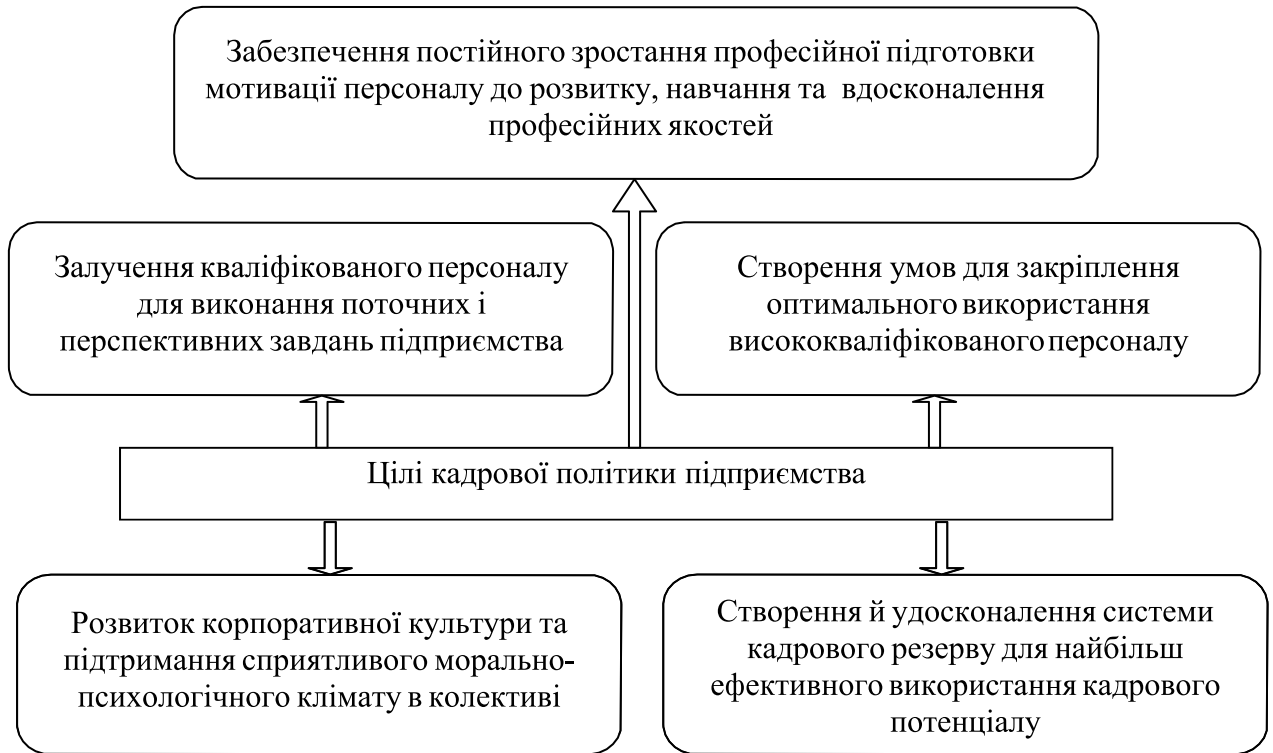 Забезпечення постійного зростання професійної підготовки
мотивації персоналу до розвитку, навчання та вдосконалення
професійних якостей
Залучення кваліфікованого персоналу
для виконання поточних і
перспективних завдань підприємства
Створення умов для закріплення
оптимального використання
висококваліфікованого персоналу
Цілі кадрової політики підприємства
Розвиток корпоративної культури та
підтримання сприятливого морально-
психологічного клімату в колективі
Створення й удосконалення системи
кадрового резерву для найбільш
ефективного використання кадрового
потенціалу